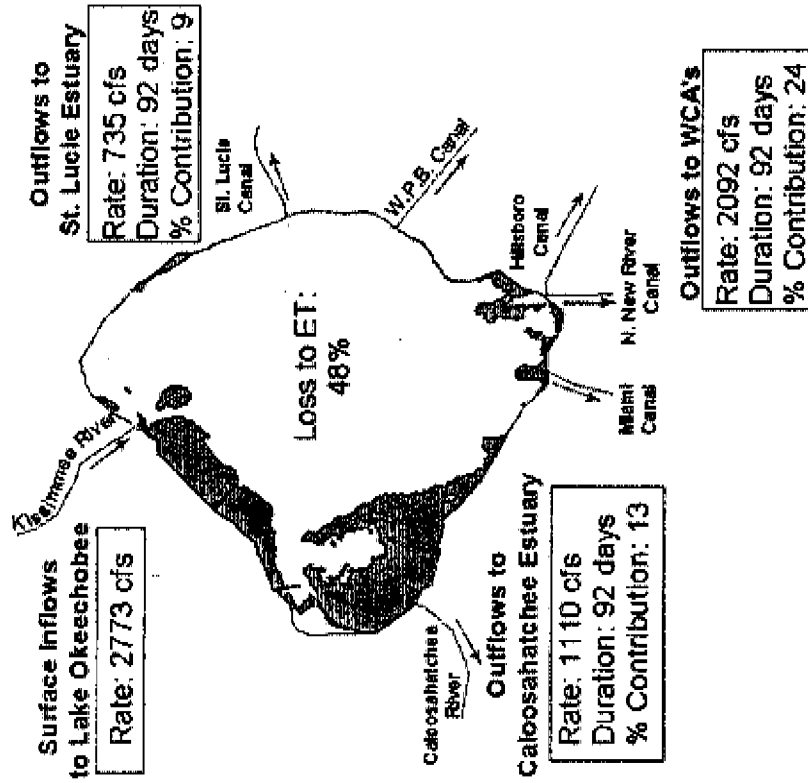 Surface Inflows
to Lake Okeechobee
Rate: 2773 cfs
Kissimmee River
Outflows to
St. Lucie Estuary
Rate: 735 cfs
Duration: 92 days
% Contribution: 9
St. Lucie
Canal
W.P.B. Canal
Loss to ET:
48%
Caloosahatchee
River
Outflows to
Caloosahatchee Estuary
Rate: 1110 cfs
Duration: 92 days
% Contribution: 13
Miami
Canal
N. New River
Canal
Hillsboro
Canal
Outflows to WCA's
Rate: 2092 cfs
Duration: 92 days
% Contribution: 24